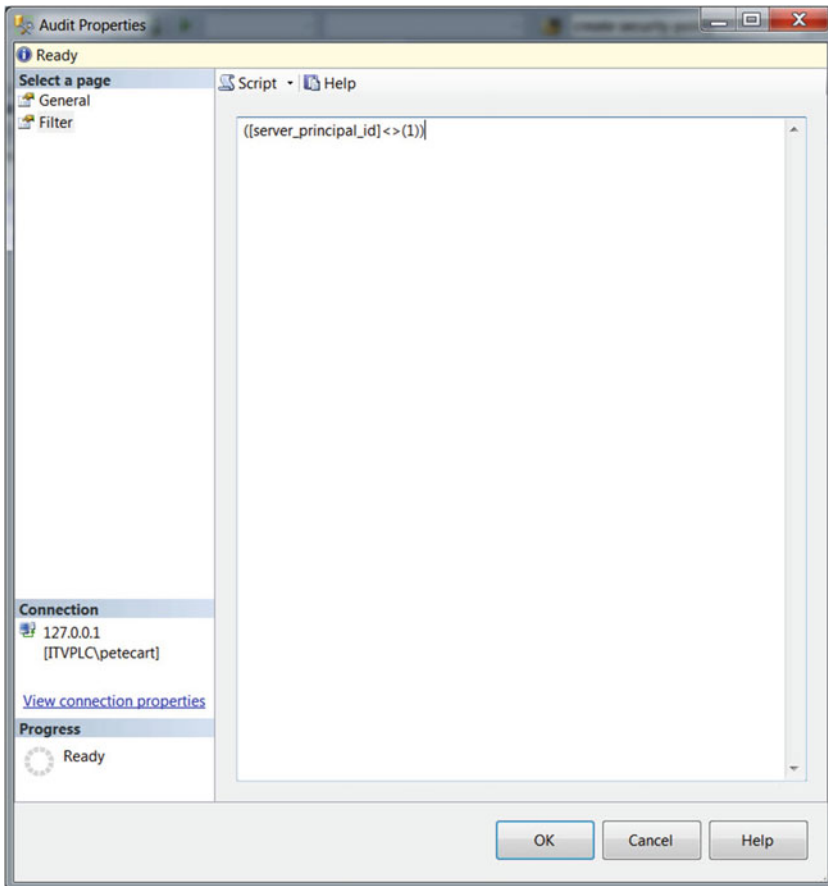 Audit Properties
Ready
Select a page
General
Filter
Script
Help
([server_principal_id]<>(1))
Connection
127.0.0.1
[ITVPLC\petecart]
View connection properties
Progress
Ready
OK
Cancel
Help